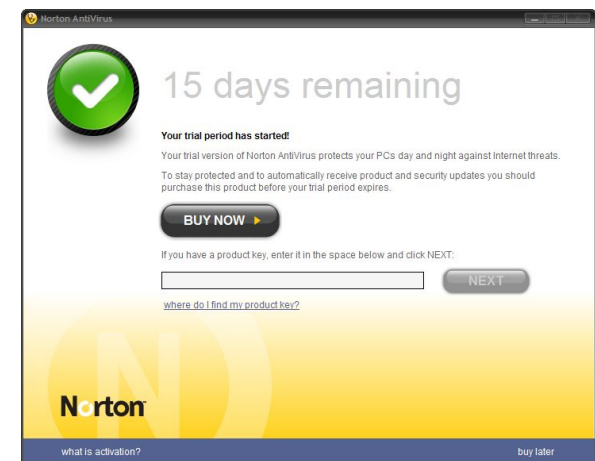 Norton AntiVirus
15 days remaining
Your trial period has started!
Your trial version of Norton AntiVirus protects your PCs day and night against Internet threats.
To stay protected and to automatically receive product and security updates you should
purchase this product before your trial period expires.
BUY NOW
If you have a product key, enter it in the space below and click NEXT:
NEXT
where do I find my product key?
Norton
what is activation?
buy later